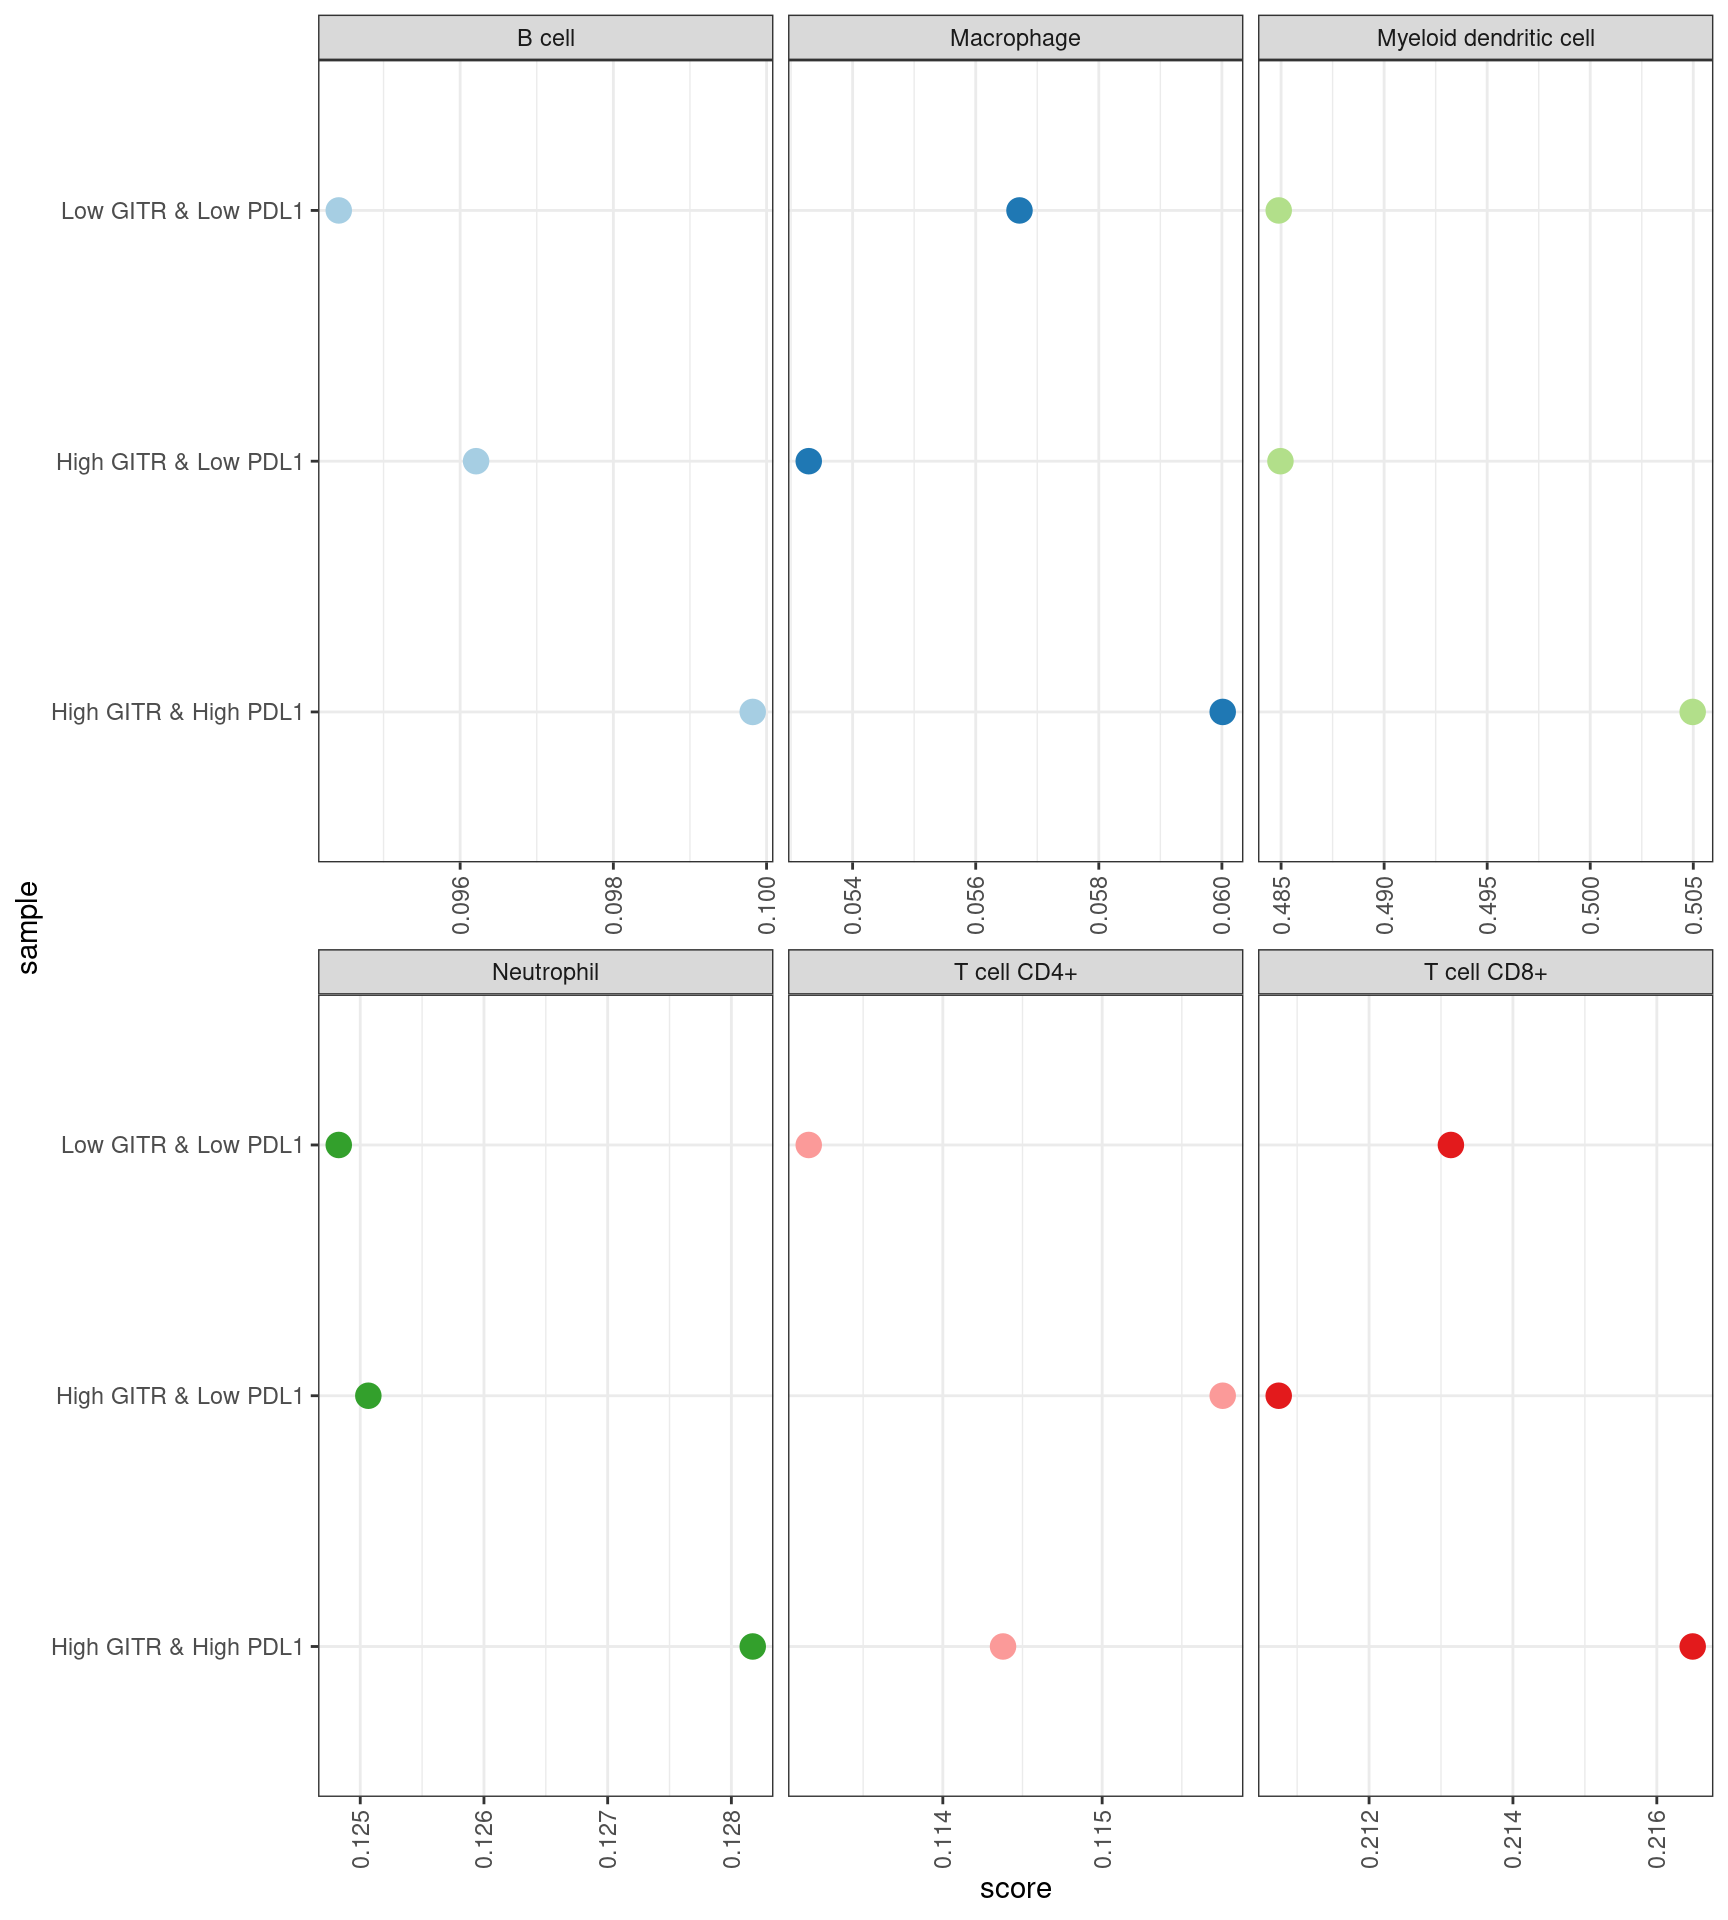 B cell
Macrophage
Myeloid dendritic cell
Low GITR & Low PDL1
High GITR & Low PDL1
High GITR & High PDL1
0.096
0.098
0.100
0.054
0.056
0.058
0.060
0.485
0.490
0.495
0.500
0.505
sample
Neutrophil
T cell CD4+
T cell CD8+
Low GITR & Low PDL1
High GITR & Low PDL1
High GITR & High PDL1
0.125
0.126
0.127
0.128
0.114
0.115
0.212
0.214
0.216
score